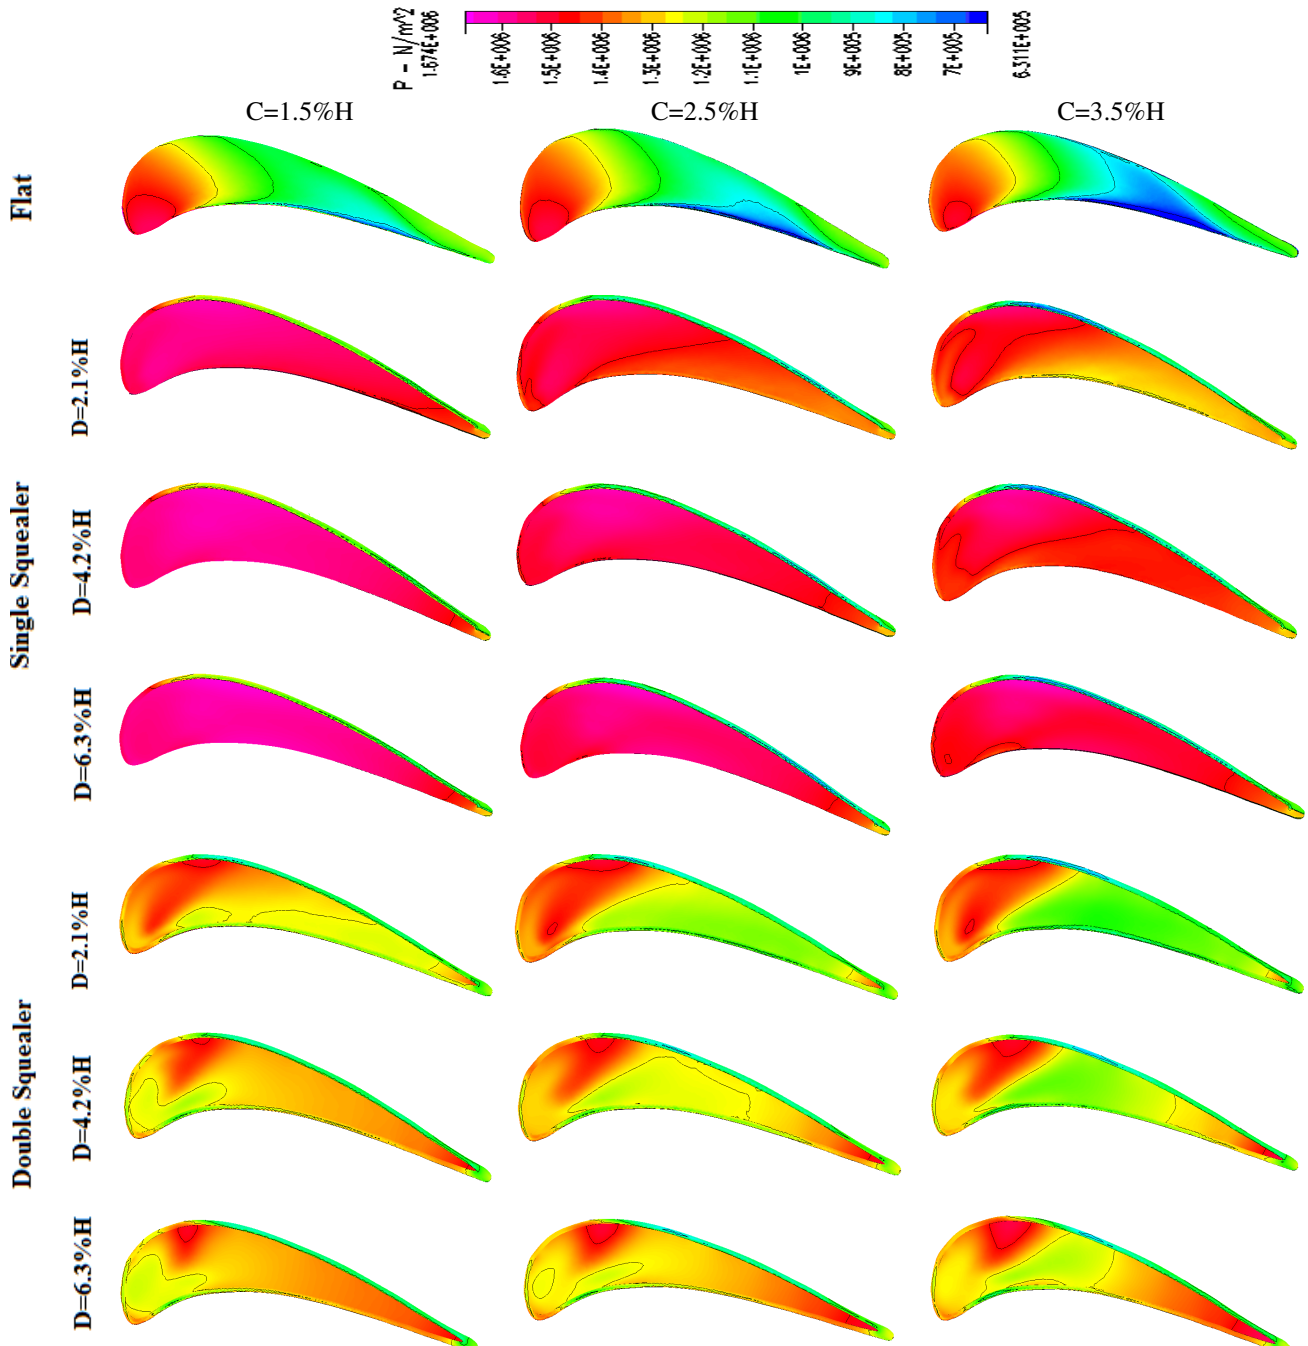 P - N/m^2
1.674E+006
1.6E+006
1.5E+006
1.4E+006
1.3E+006
1.2E+006
1.1E+006
1E+006
9E+005
8E+005
7E+005
6.311E+005
C=1.5%H
C=2.5%H
C=3.5%H
Flat
Single Squealer
D=2.1%H
D=4.2%H
D=6.3%H
Double Squealer
D=2.1%H
D=4.2%H
D=6.3%H